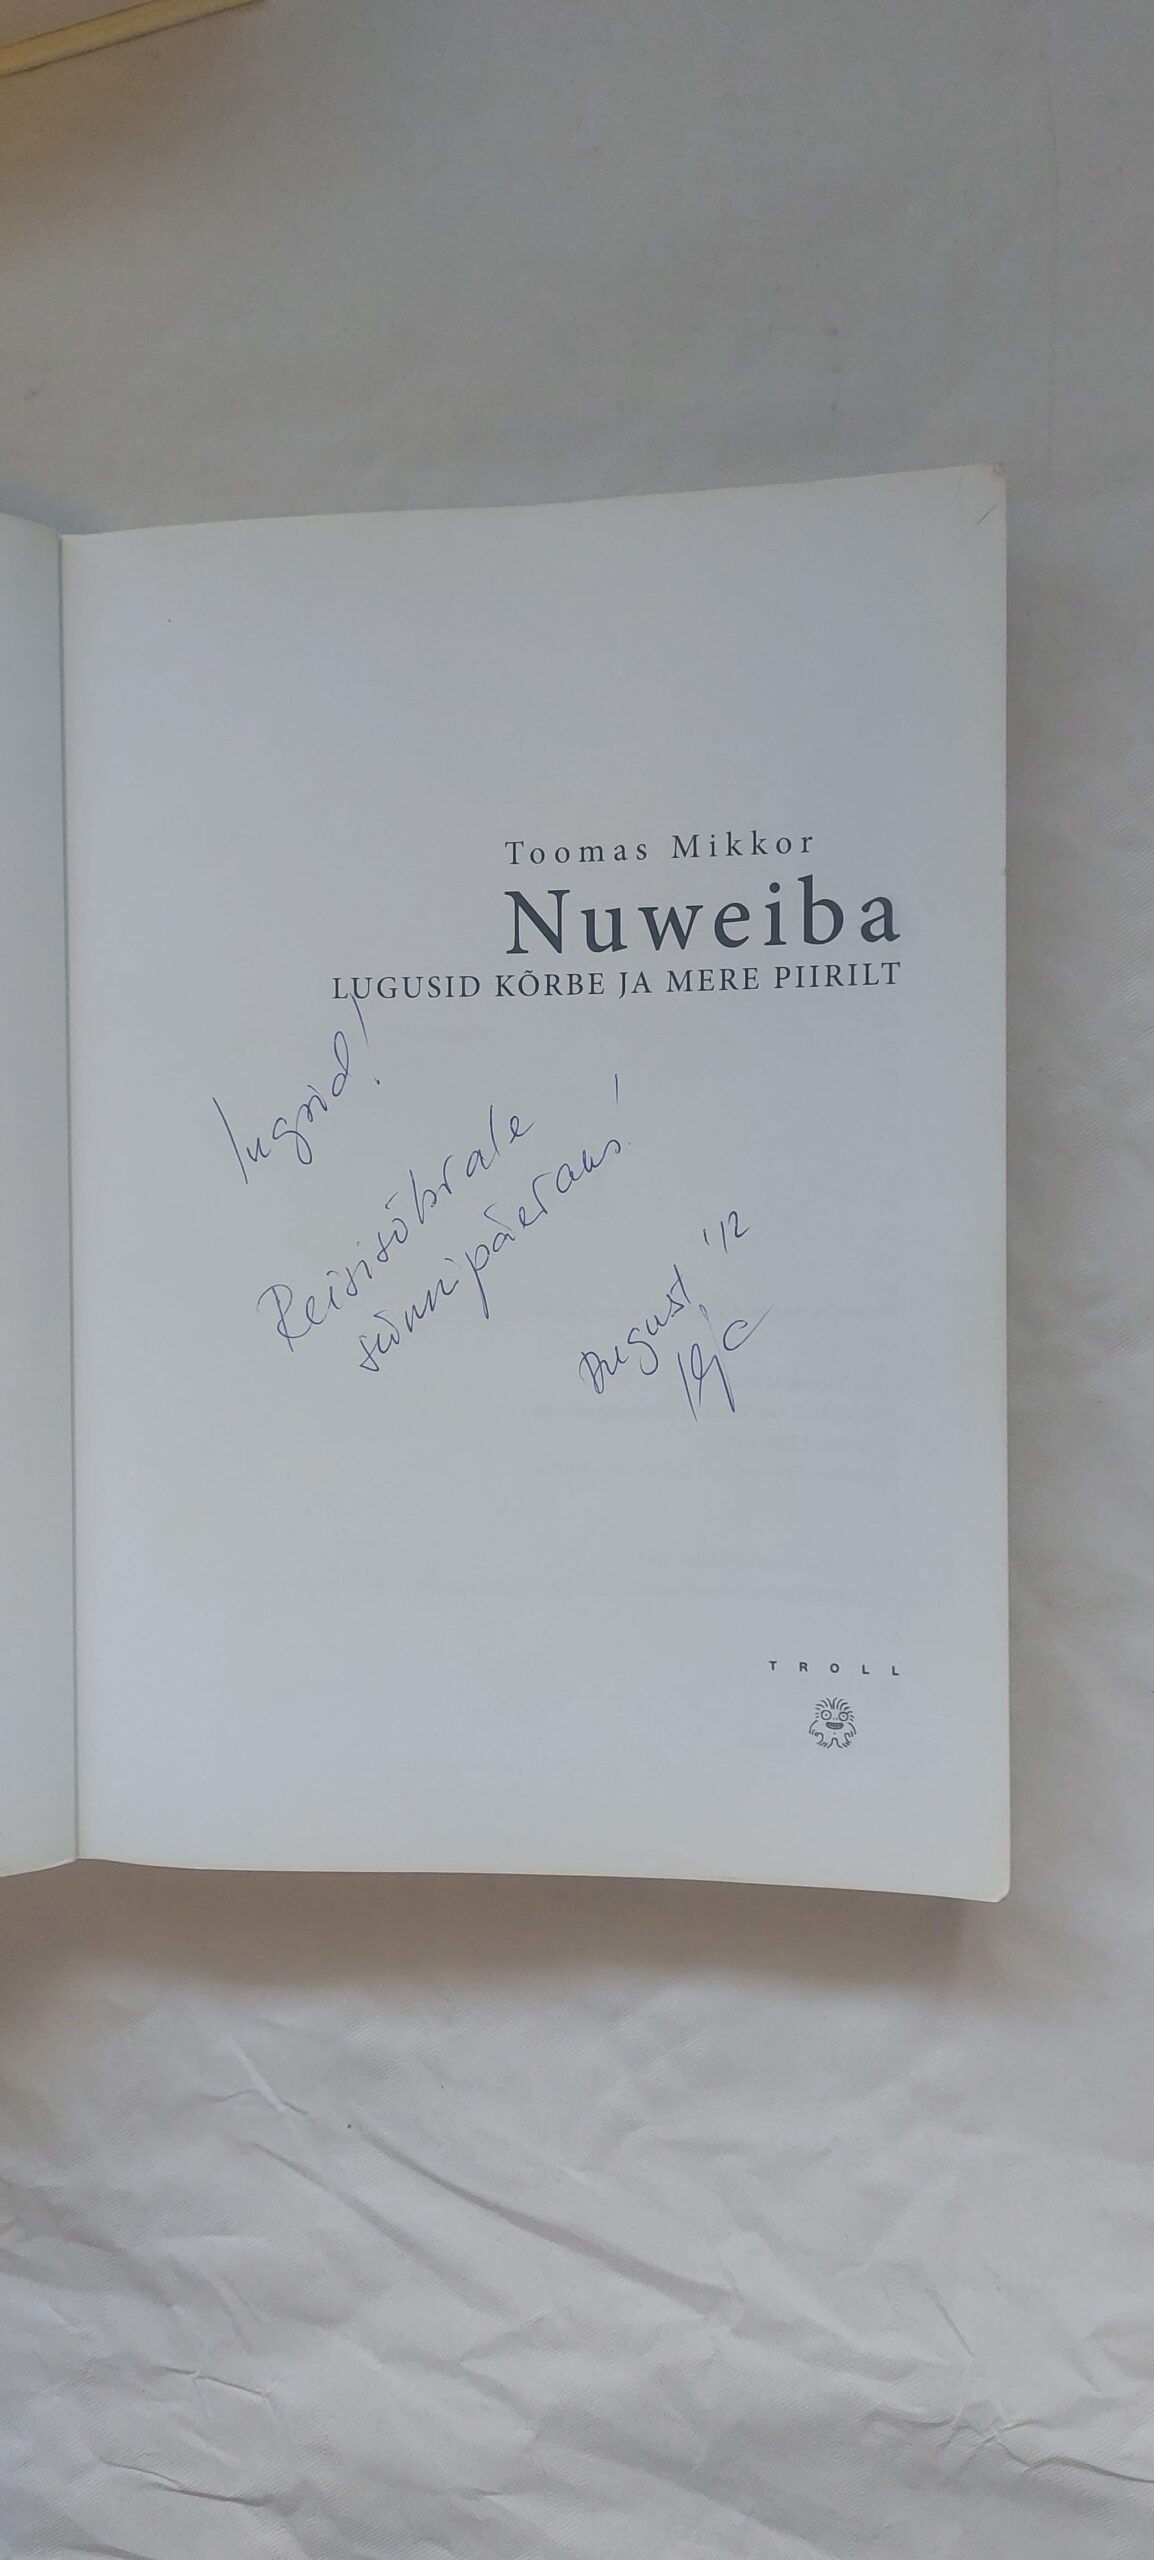 Toomas Mikkor
Nuweiba
LUGUSID KÕRBE JA MERE PIIRILT
Ingrid!
Reisisõbrale
sünnipäevaks!
August, '12
TROLL